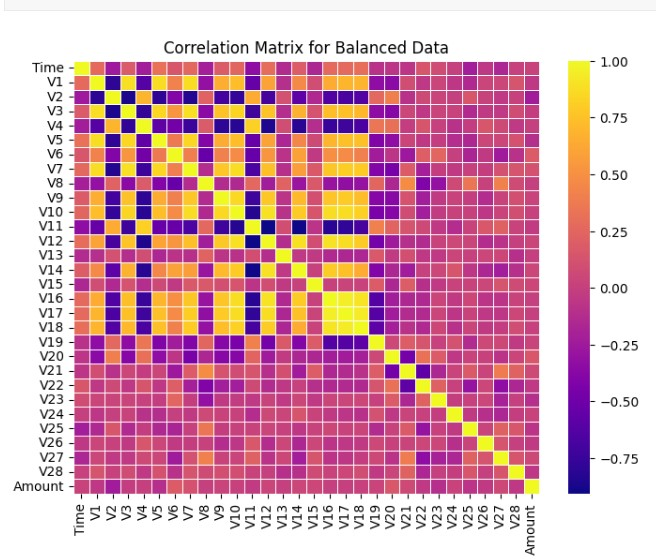 Correlation Matrix for Balanced Data
Time
V1
V2
V3
V4
V5
V6
V7
V8
V9
V10
V11
V12
V13
V14
V15
V16
V17
V18
V19
V20
V21
V22
V23
V24
V25
V26
V27
V28
Amount
Time V1 V2 V3 V4 V5 V6 V7 V8 V9 V10 V11 V12 V13 V14 V15 V16 V17 V18 V19 V20 V21 V22 V23 V24 V25 V26 V27 V28 Amount
1.00
0.75
0.50
0.25
0.00
−0.25
−0.50
−0.75